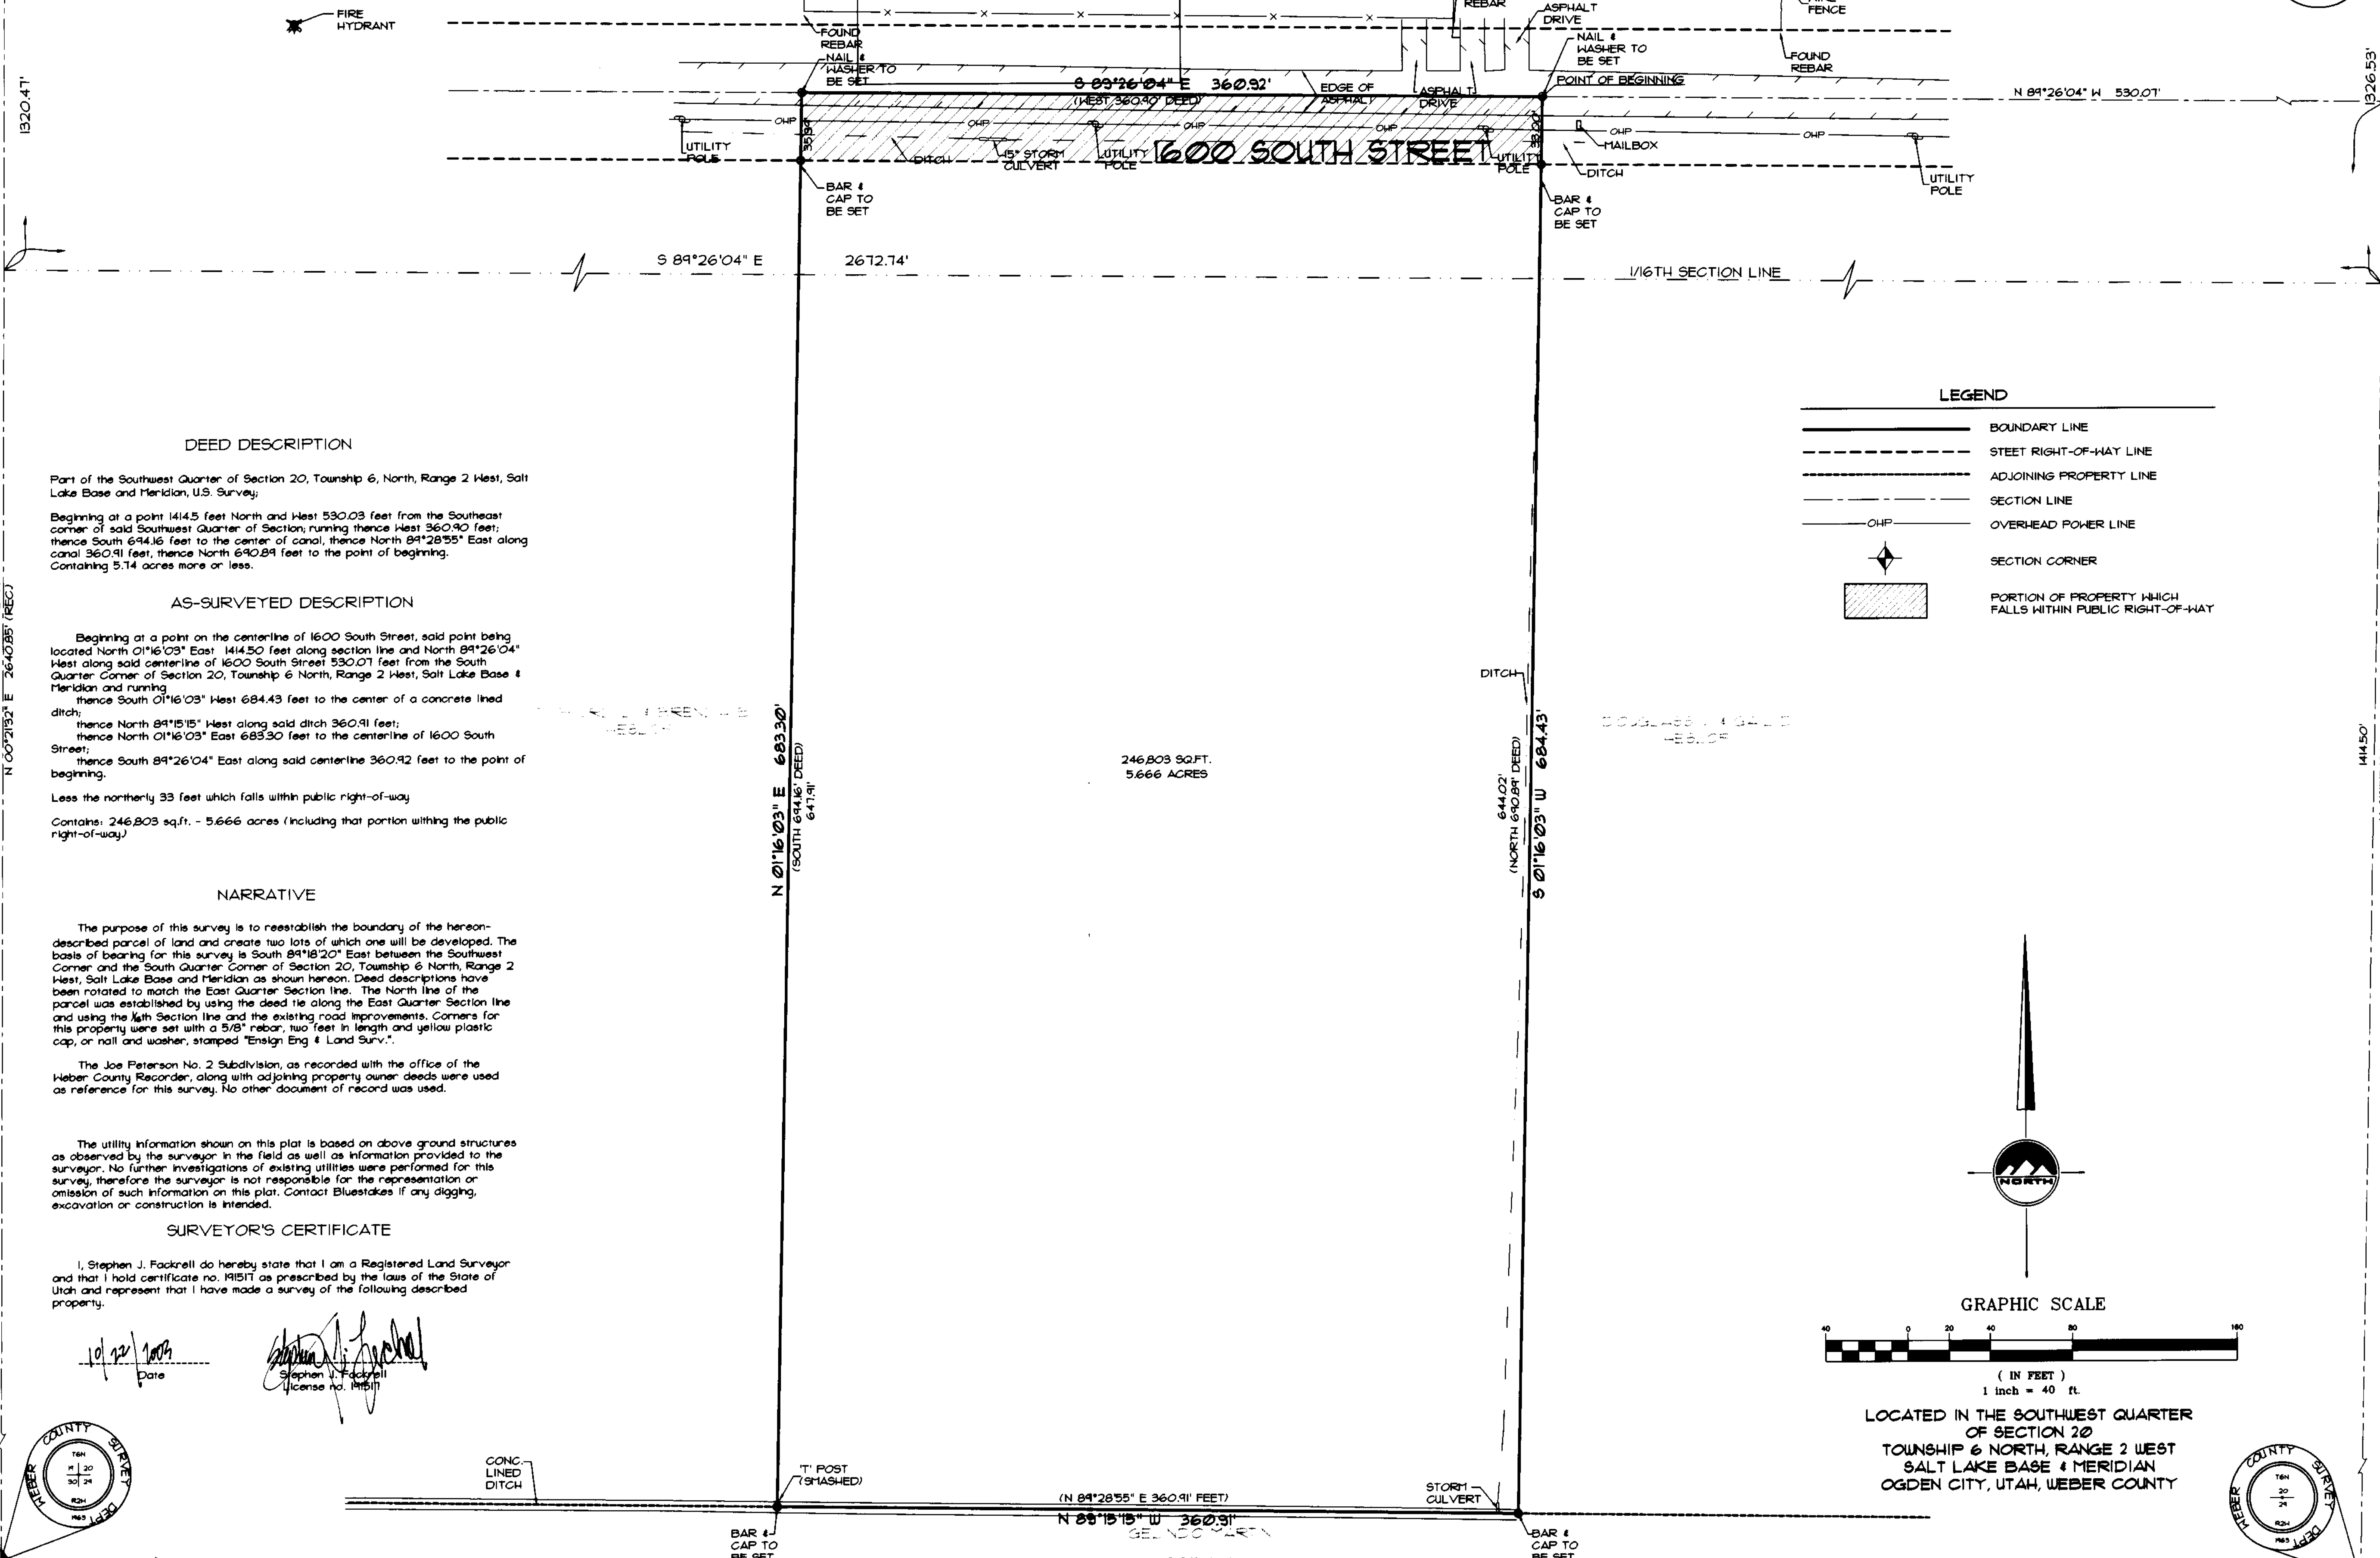 FIRE
HYDRANT
FOUND
REBAR
NAIL &
WASHER TO
BE SET
REBAR
ASPHALT
DRIVE
FENCE
NAIL &
WASHER TO
BE SET
FOUND
REBAR
1320.47'
1326.53'
S 89°26'04" E 360.92'
(WEST 360.90' DEED)
EDGE OF
ASPHALT
ASPHALT
DRIVE
POINT OF BEGINNING
N 89°26'04" W 530.07'
OHP
OHP
OHP
OHP
OHP
OHP
33.00'
UTILITY
POLE
DITCH
15" STORM
CULVERT
UTILITY
POLE
1600 SOUTH STREET
UTILITY
POLE
MAILBOX
DITCH
UTILITY
POLE
BAR &
CAP TO
BE SET
BAR &
CAP TO
BE SET
S 89°26'04" E 2672.74'
1/16TH SECTION LINE
LEGEND
BOUNDARY LINE
STEET RIGHT-OF-WAY LINE
ADJOINING PROPERTY LINE
SECTION LINE
OHP
OVERHEAD POWER LINE
SECTION CORNER
PORTION OF PROPERTY WHICH
FALLS WITHIN PUBLIC RIGHT-OF-WAY
DEED DESCRIPTION
Part of the Southwest Quarter of Section 20, Township 6, North, Range 2 West, Salt
Lake Base and Meridian, U.S. Survey;
Beginning at a point 1414.5 feet North and West 530.03 feet from the Southeast
corner of said Southwest Quarter of Section; running thence West 360.90 feet;
thence South 694.16 feet to the center of canal, thence North 89°28'55" East along
canal 360.91 feet, thence North 690.89 feet to the point of beginning.
Containing 5.74 acres more or less.
AS-SURVEYED DESCRIPTION
Beginning at a point on the centerline of 1600 South Street, said point being
located North 01°16'03" East 1414.50 feet along section line and North 89°26'04"
West along said centerline of 1600 South Street 530.07 feet from the South
Quarter Corner of Section 20, Township 6 North, Range 2 West, Salt Lake Base &
Meridian and running
thence South 01°16'03" West 684.43 feet to the center of a concrete lined
ditch;
thence North 89°15'15" West along said ditch 360.91 feet;
thence North 01°16'03" East 683.30 feet to the centerline of 1600 South
Street;
thence South 89°26'04" East along said centerline 360.92 feet to the point of
beginning.
Less the northerly 33 feet which falls within public right-of-way
Contains: 246,803 sq.ft. - 5.666 acres (including that portion withing the public
right-of-way.)
NARRATIVE
The purpose of this survey is to reestablish the boundary of the hereon-
described parcel of land and create two lots of which one will be developed. The
basis of bearing for this survey is South 89°18'20" East between the Southwest
Corner and the South Quarter Corner of Section 20, Township 6 North, Range 2
West, Salt Lake Base and Meridian as shown hereon. Deed descriptions have
been rotated to match the East Quarter Section line. The North line of the
parcel was established by using the deed tie along the East Quarter Section line
and using the 1/16th Section line and the existing road improvements. Corners for
this property were set with a 5/8" rebar, two feet in length and yellow plastic
cap, or nail and washer, stamped "Ensign Eng & Land Surv.".
The Joe Peterson No. 2 Subdivision, as recorded with the office of the
Weber County Recorder, along with adjoining property owner deeds were used
as reference for this survey. No other document of record was used.
The utility information shown on this plat is based on above ground structures
as observed by the surveyor in the field as well as information provided to the
surveyor. No further investigations of existing utilities were performed for this
survey, therefore the surveyor is not responsible for the representation or
omission of such information on this plat. Contact Bluestakes if any digging,
excavation or construction is intended.
SURVEYOR'S CERTIFICATE
I, Stephen J. Fackrell do hereby state that I am a Registered Land Surveyor
and that I hold certificate no. 191517 as prescribed by the laws of the State of
Utah and represent that I have made a survey of the following described
property.
10/22/2003
Date
Stephen J. Fackrell
License no. 191517
N 00°21'32" E 2640.85' (REC.)
N 01°16'03" E 683.30'
(SOUTH 694.16' DEED)
647.91'
246,803 SQ.FT.
5.666 ACRES
DITCH
644.02'
(NORTH 690.89' DEED)
S 01°16'03" W 684.43'
1414.50'
NORTH
GRAPHIC SCALE
40 0 20 40 80 160
( IN FEET )
1 inch = 40 ft.
LOCATED IN THE SOUTHWEST QUARTER
OF SECTION 20
TOWNSHIP 6 NORTH, RANGE 2 WEST
SALT LAKE BASE & MERIDIAN
OGDEN CITY, UTAH, WEBER COUNTY
WEBER COUNTY SURVEY DEPT
T6N
19 20
30 29
R2W
1963
CONC.
LINED
DITCH
'T' POST
(SMASHED)
(N 89°28'55" E 360.91' FEET)
N 89°15'15" W 360.91'
MARTIN
STORM
CULVERT
BAR &
CAP TO
BE SET
BAR &
CAP TO
BE SET
WEBER COUNTY SURVEY DEPT
T6N
20
29
R2W
1963